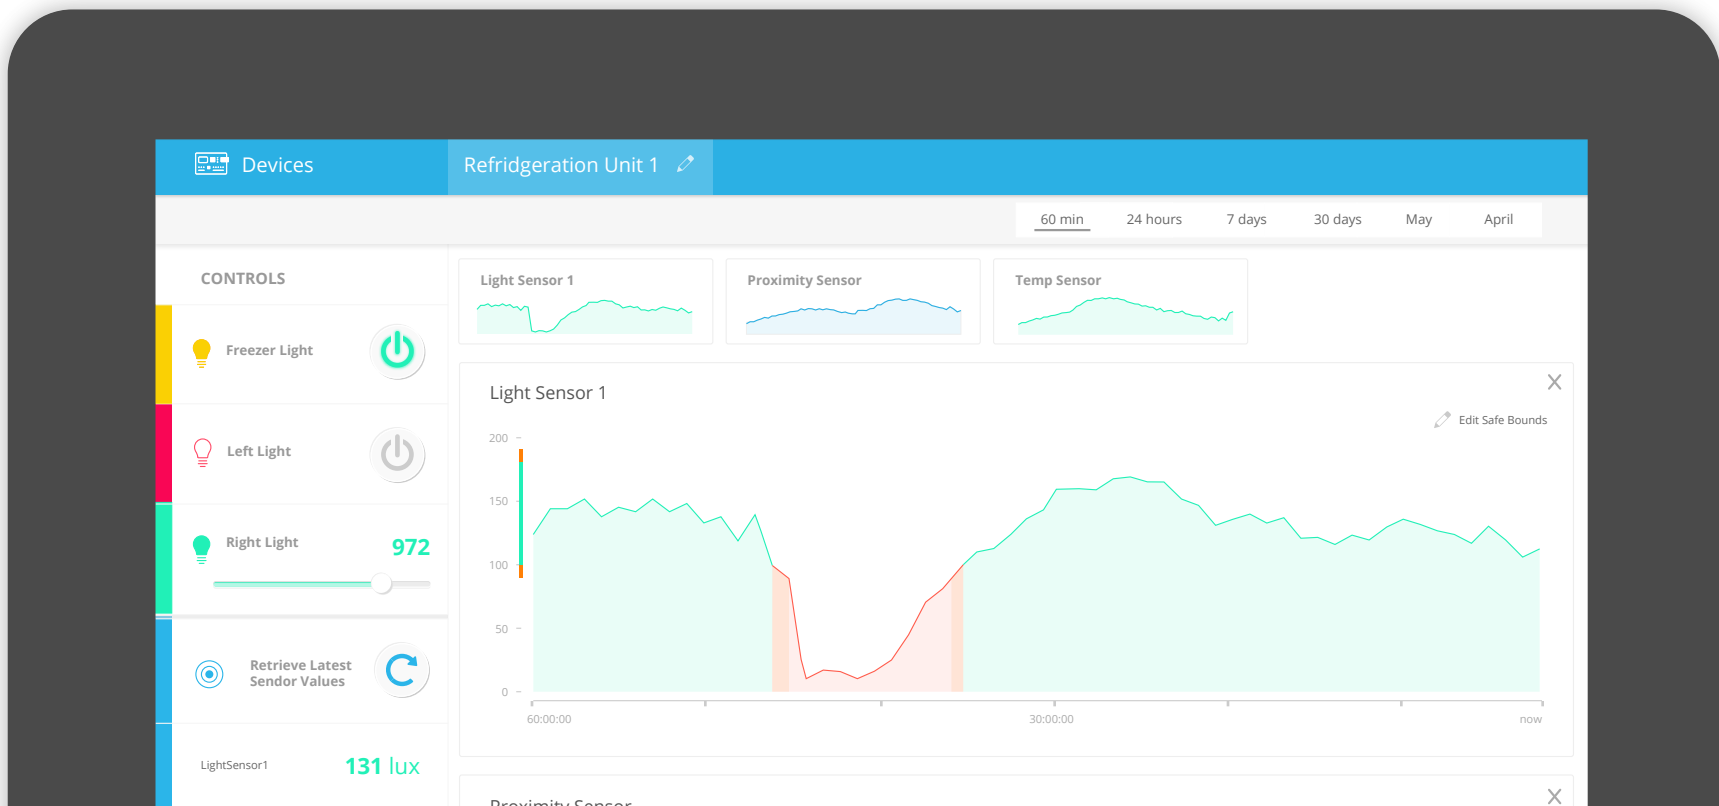 Devices
Refridgeration Unit 1
60 min
24 hours
7 days
30 days
May
April
CONTROLS
Freezer Light
Left Light
Right Light
972
Retrieve Latest
Sendor Values
LightSensor1
131 lux
Light Sensor 1
Proximity Sensor
Temp Sensor
Light Sensor 1
X
Edit Safe Bounds
200
150
100
50
0
60:00:00
30:00:00
now
Proximity Sensor
X